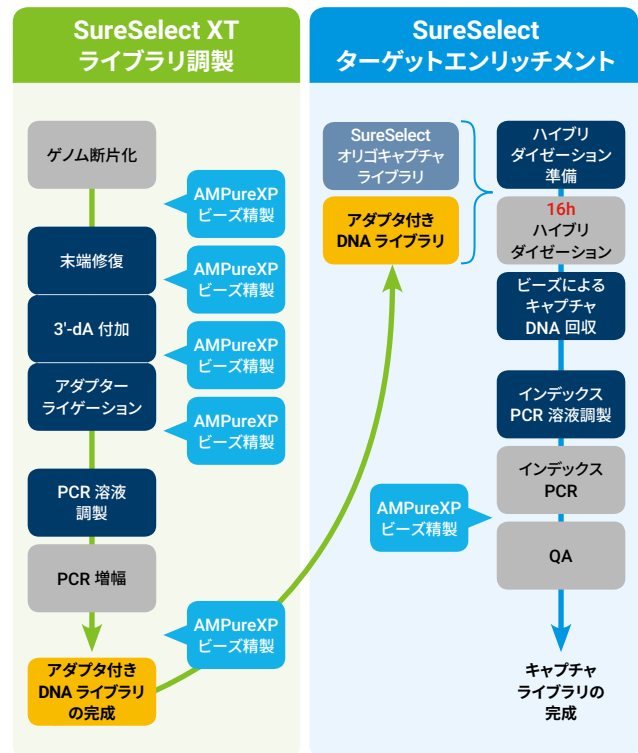 SureSelect XT
ライブラリ調製
ゲノム断片化
AMPureXP
ビーズ精製
末端修復
AMPureXP
ビーズ精製
3'-dA 付加
AMPureXP
ビーズ精製
アダプター
ライゲーション
AMPureXP
ビーズ精製
PCR 溶液
調製
PCR 増幅
AMPureXP
ビーズ精製
アダプタ付き
DNA ライブラリ
の完成
SureSelect
ターゲットエンリッチメント
SureSelect
オリゴキャプチャ
ライブラリ
アダプタ付き
DNA ライブラリ
ハイブリ
ダイゼーション
準備
16h
ハイブリ
ダイゼーション
ビーズによる
キャプチャ
DNA 回収
インデックス
PCR 溶液調製
インデックス
PCR
AMPureXP
ビーズ精製
QA
キャプチャ
ライブラリの
完成